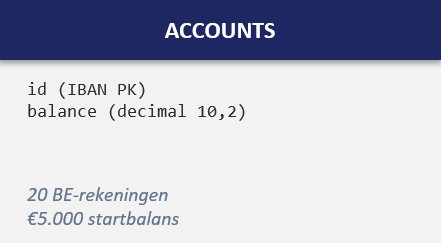 ACCOUNTS
id (IBAN PK)
balance (decimal 10,2)
20 BE-rekeningen
€5.000 startbalans